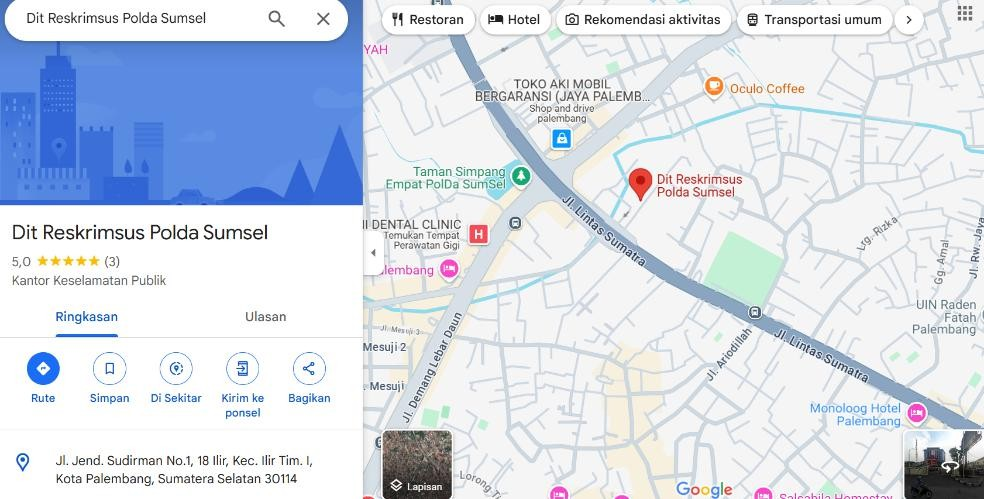 Dit Reskrimsus Polda Sumsel
Restoran
Hotel
Rekomendasi aktivitas
Transportasi umum
YAH
TOKO AKI MOBIL
BERGARANSI (JAYA PALEMB...
Shop and drive
palembang
Oculo Coffee
Taman Simpang
Empat PolDa SumSel
Dit Reskrimsus
Polda Sumsel
Jl. Lintas Sumatra
I DENTAL CLINIC
Temukan Tempat
Perawatan Gigi
H
alembang
Lrg. Rizka
Gg. Amal
Jl. Rw. Jaya
UIN Raden
Fatah
Palembang
Jl. Mesuji 3
Mesuji 2
. Mesuji
Jl. Demang Lebar Daun
Jl. Ariodillah
Jl. Lintas Sumatra
Monoloog Hotel
Palembang
Lorong
Salsabila Homestay
Google
Lapisan
Dit Reskrimsus Polda Sumsel
5,0 (3)
Kantor Keselamatan Publik
Ringkasan
Ulasan
Rute
Simpan
Di Sekitar
Kirim ke
ponsel
Bagikan
Jl. Jend. Sudirman No.1, 18 Ilir, Kec. Ilir Tim. I,
Kota Palembang, Sumatera Selatan 30114